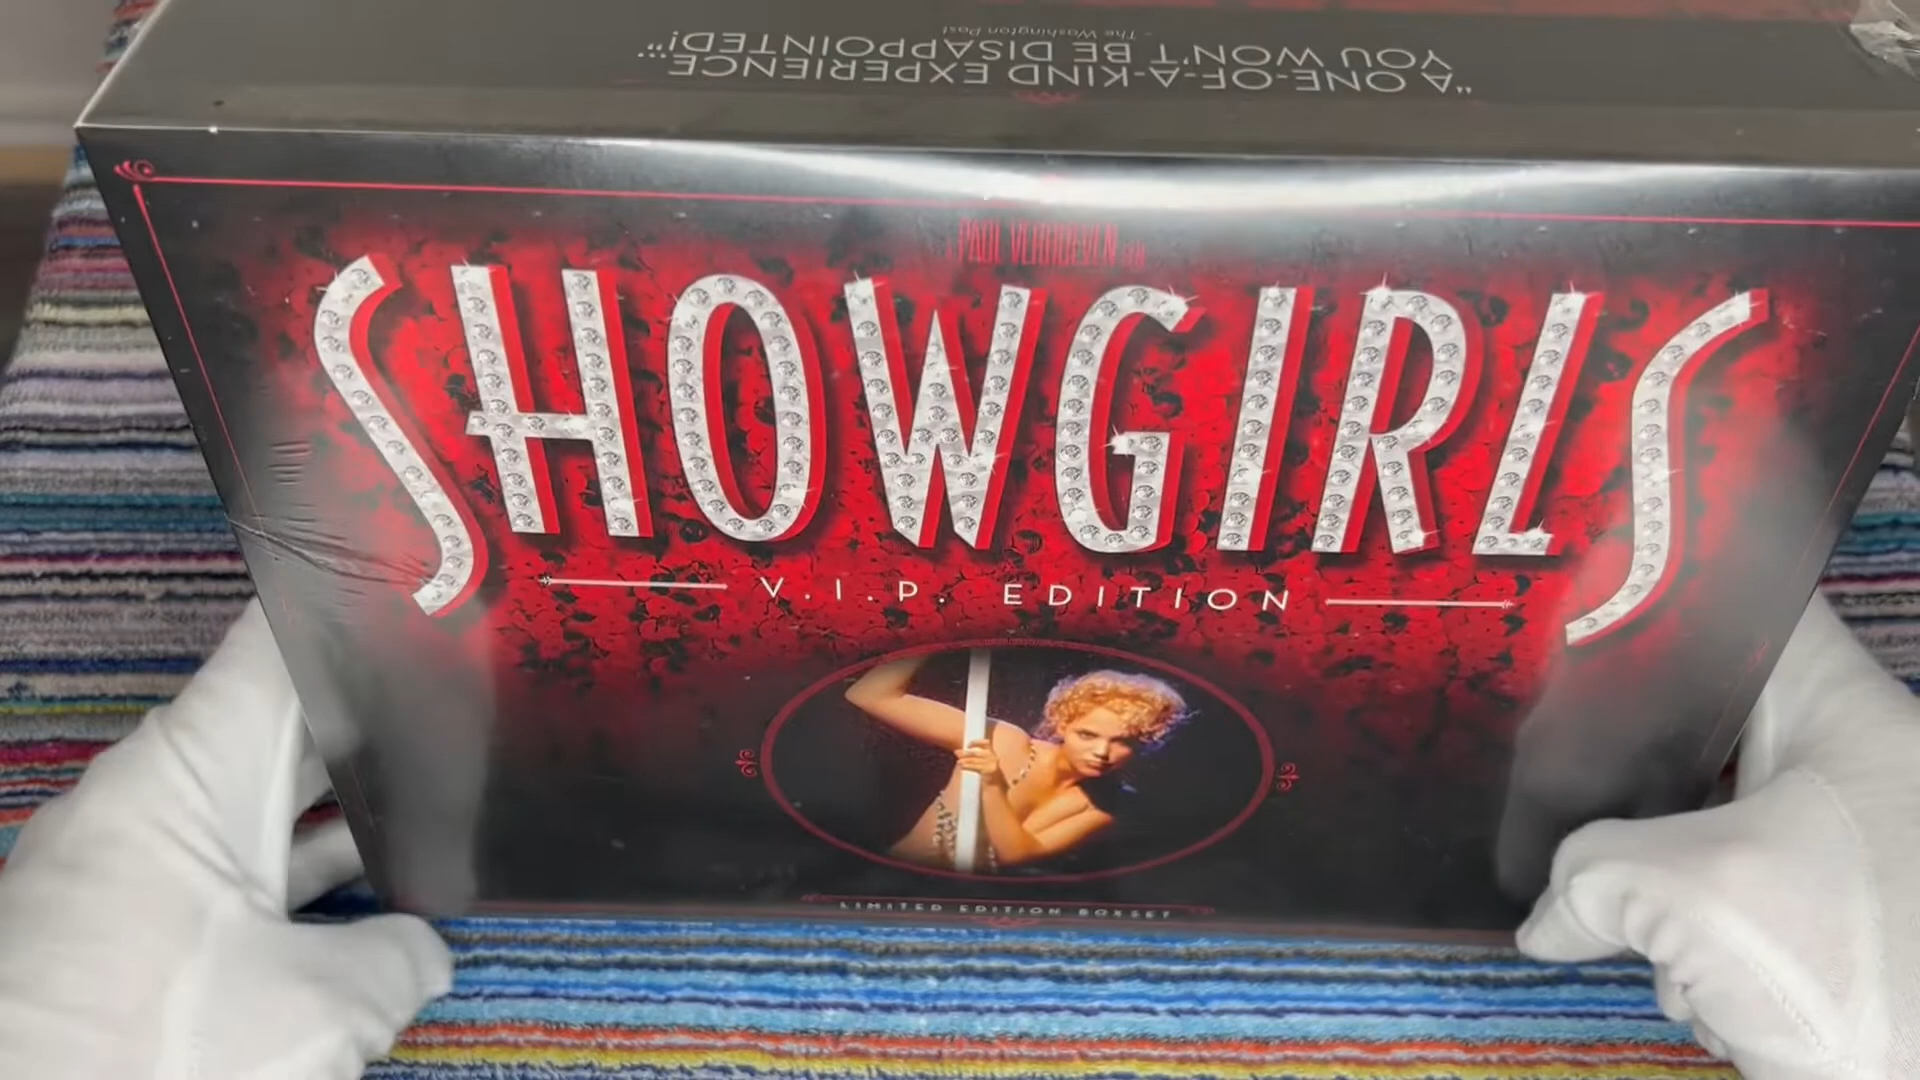 "A ONE-OF-A-KIND EXPERIENCE
YOU WON'T BE DISAPPOINTED!"...
- The Washington Post
PAUL VERHOEVEN
SHOWGIRLS
V.I.P. EDITION
LIMITED EDITION BOXSET